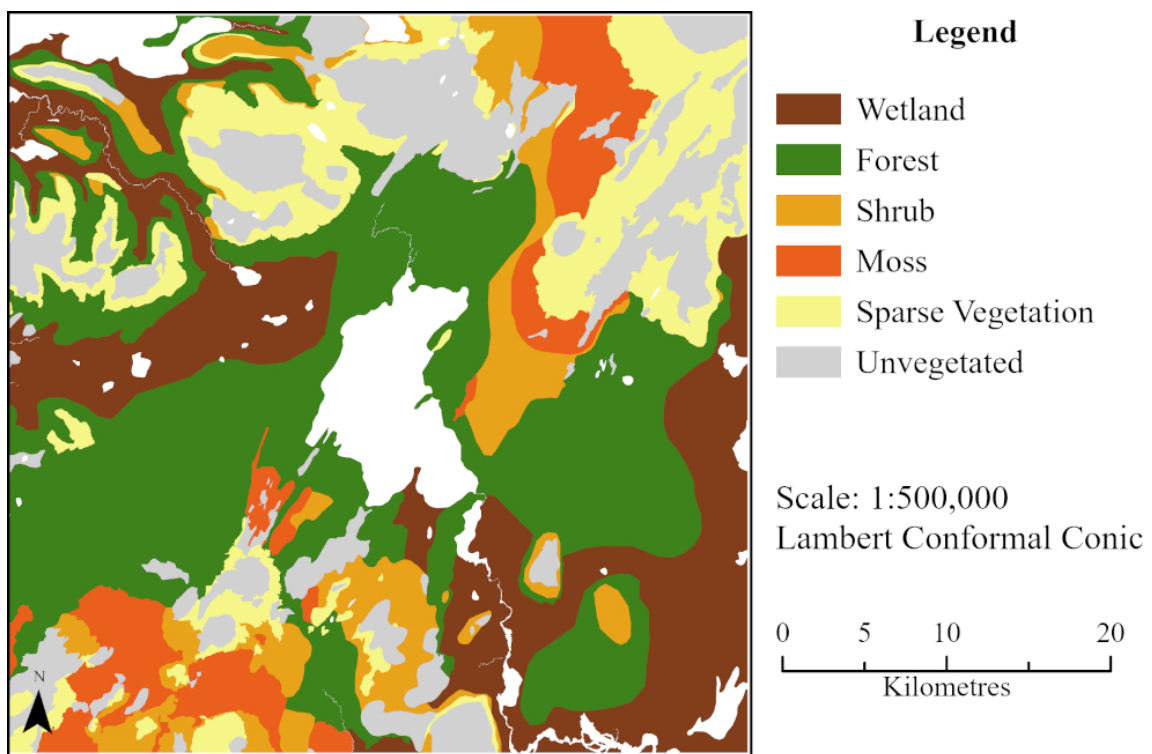 Legend
Wetland
Forest
Shrub
Moss
Sparse Vegetation
Unvegetated
Scale: 1:500,000
Lambert Conformal Conic
0 5 10 20
Kilometres
N